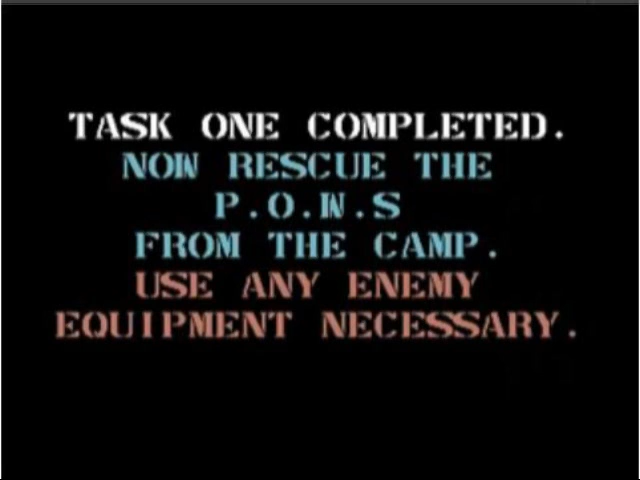 TASK ONE COMPLETED.
NOW RESCUE THE
P.O.W.S
FROM THE CAMP.
USE ANY ENEMY
EQUIPMENT NECESSARY.